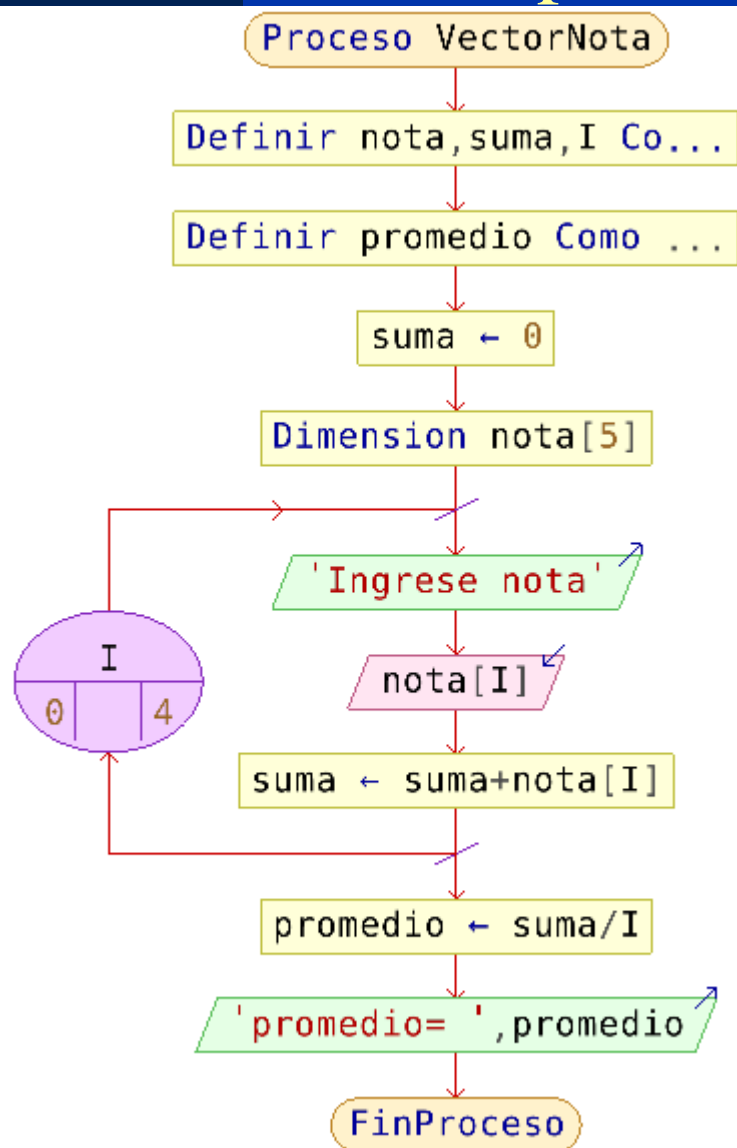 Proceso VectorNota
Definir nota,suma,I Co...
Definir promedio Como ...
suma ← 0
Dimension nota[5]
'Ingrese nota'
I
0 4
nota[I]
suma ← suma+nota[I]
promedio ← suma/I
'promedio= ',promedio
FinProceso